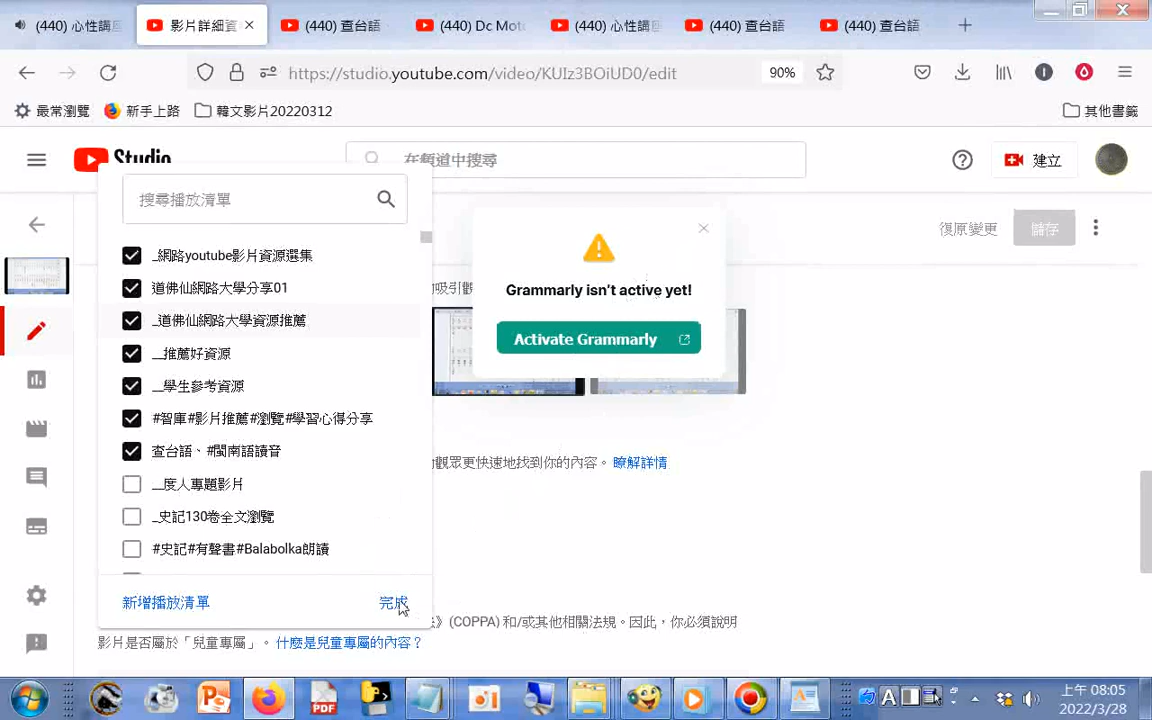 (440) 心性講座
影片詳細資
(440) 查台語
(440) Dc Moto
(440) 心性講座
(440) 查台語
(440) 查台語
https://studio.youtube.com/video/KUIz3BOiUD0/edit
90%
最常瀏覽
新手上路
韓文影片20220312
其他書籤
Studio
在頻道中搜尋
建立
搜尋播放清單
復原變更
儲存
_網路youtube影片資源選集
道佛仙網路大學分享01
_道佛仙網路大學資源推薦
__推薦好資源
__學生參考資源
#智庫#影片推薦#瀏覽#學習心得分享
查台語、#閩南語讀音
__度人專題影片
_史記130卷全文瀏覽
#史記#有聲書#Balabolka朗讀
新增播放清單
完成
吸引觀
Grammarly isn't active yet!
Activate Grammarly
觀眾更快速地找到你的內容。 瞭解詳情
》(COPPA) 和/或其他相關法規。因此，你必須說明
影片是否屬於「兒童專屬」。 什麼是兒童專屬的內容？
上午 08:05
2022/3/28